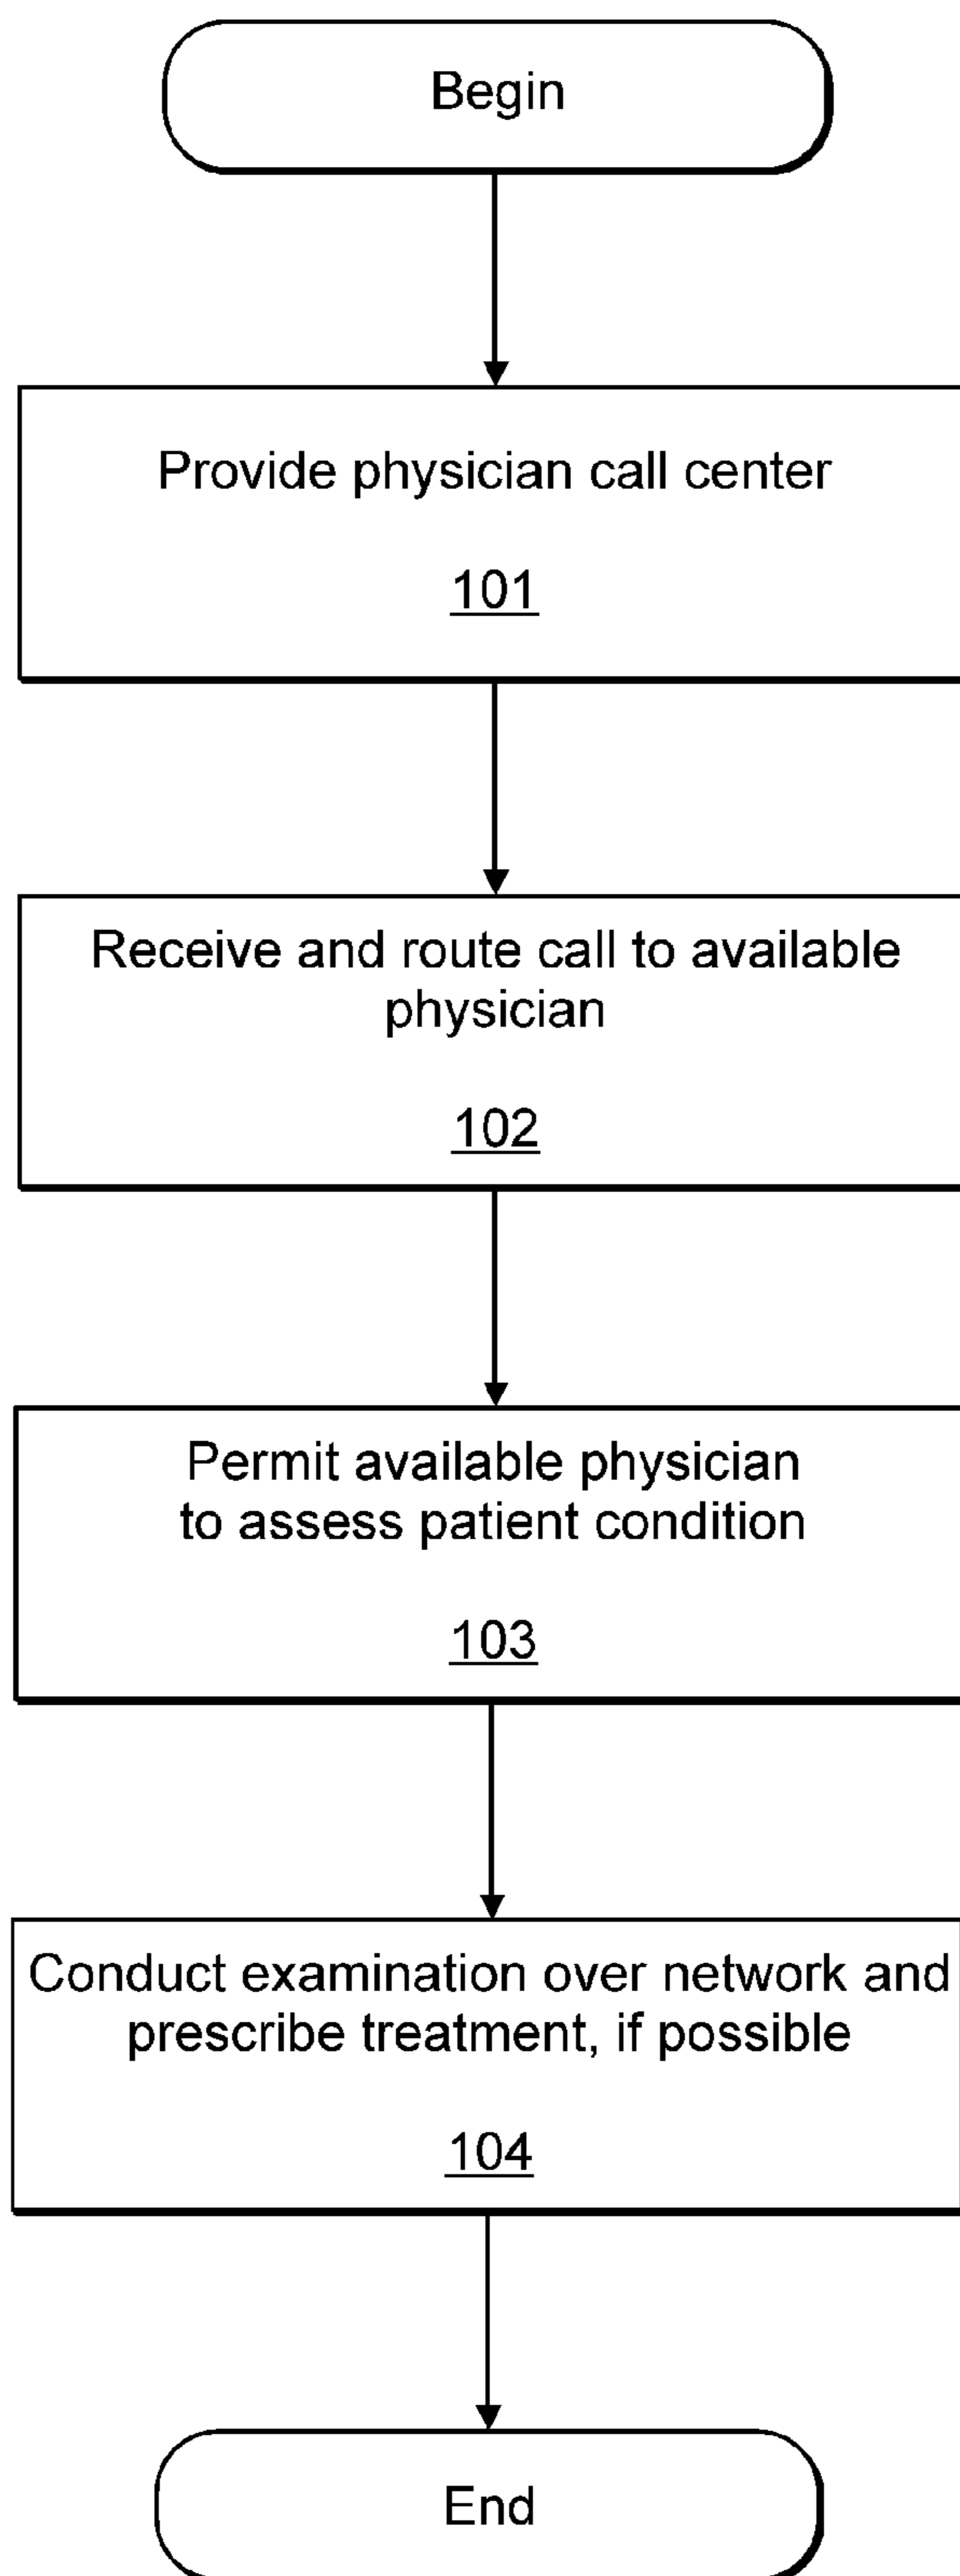 Begin
Provide physician call center
101
Receive and route call to available
physician
102
Permit available physician
to assess patient condition
103
Conduct examination over network and
prescribe treatment, if possible
104
End